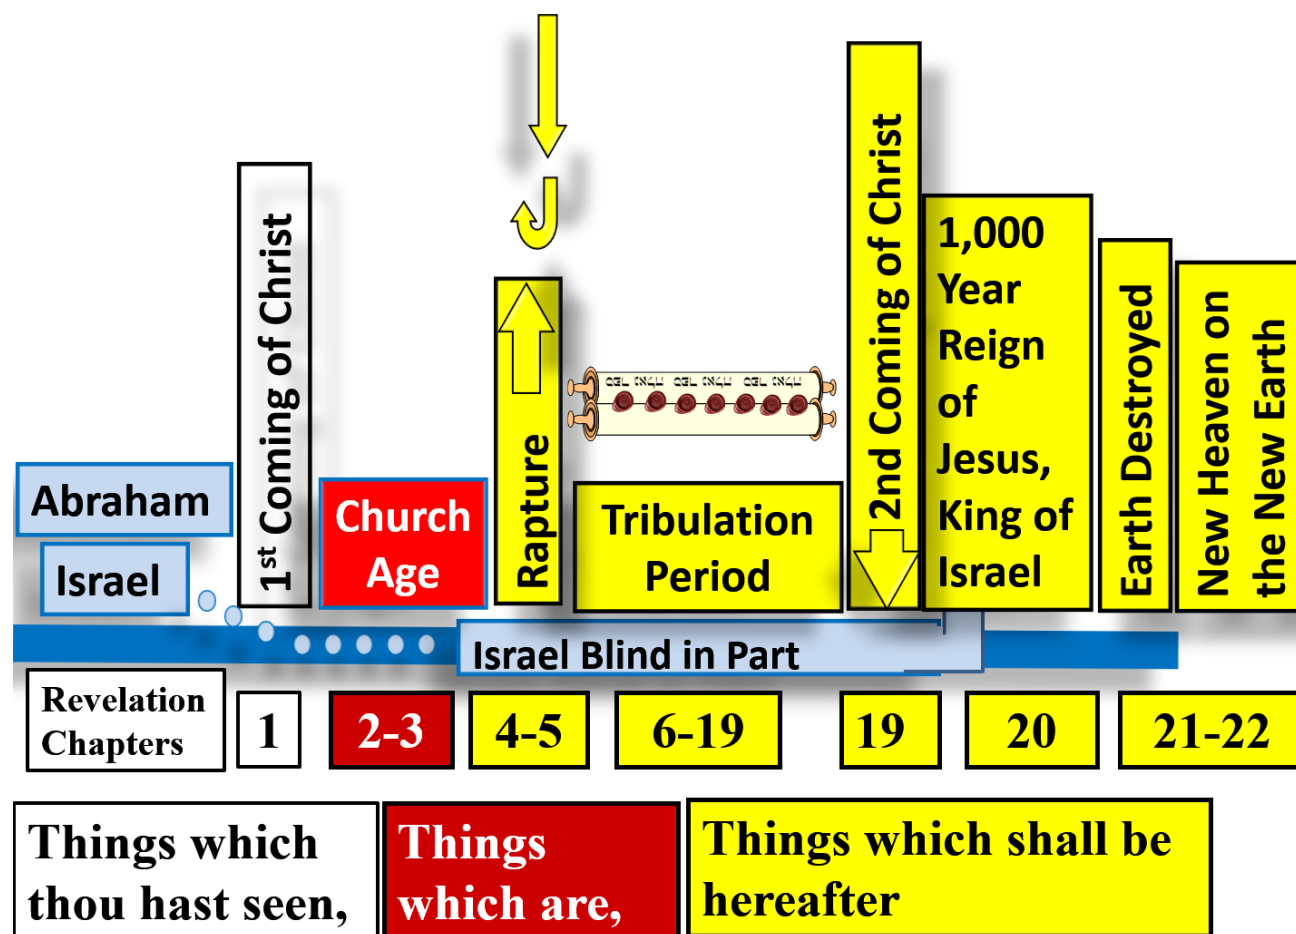 1st Coming of Christ
Abraham
Israel
Church
Age
Rapture
Tribulation
Period
2nd Coming of Christ
1,000
Year
Reign
of
Jesus,
King of
Israel
Earth Destroyed
New Heaven on
the New Earth
Israel Blind in Part
Revelation
Chapters
1
2-3
4-5
6-19
19
20
21-22
Things which
thou hast seen,
Things
which are,
Things which shall be
hereafter